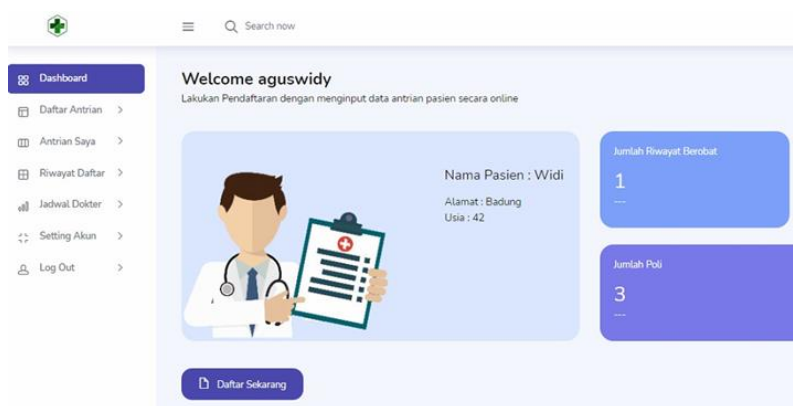 Search now
Dashboard
Daftar Antrian
Antrian Saya
Riwayat Daftar
Jadwal Dokter
Setting Akun
Log Out
Welcome aguswidy
Lakukan Pendaftaran dengan menginput data antrian pasien secara online
Nama Pasien : Widi
Alamat : Badung
Usia : 42
Jumlah Riwayat Berobat
1
---
Jumlah Poli
3
---
Daftar Sekarang